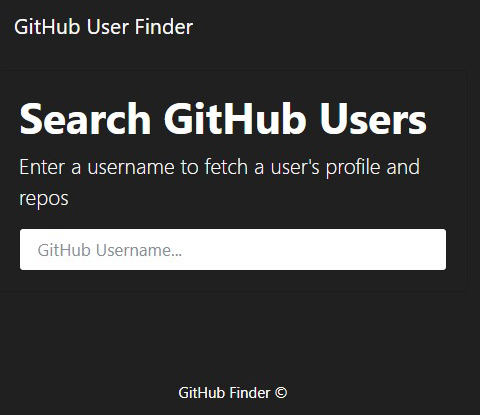 GitHub User Finder
Search GitHub Users
Enter a username to fetch a user's profile and
repos
GitHub Username...
GitHub Finder ©